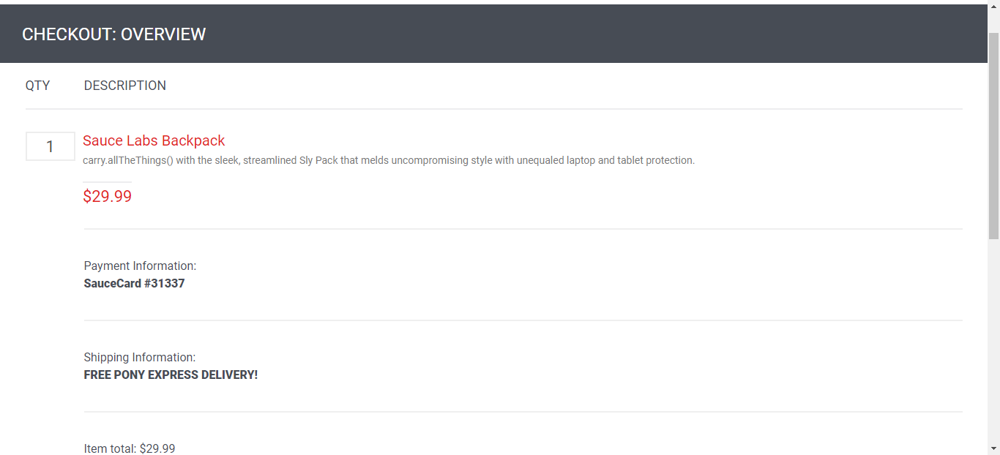 CHECKOUT: OVERVIEW
QTY DESCRIPTION
1 Sauce Labs Backpack
carry.allTheThings() with the sleek, streamlined Sly Pack that melds uncompromising style with unequaled laptop and tablet protection.
$29.99
Payment Information:
SauceCard #31337
Shipping Information:
FREE PONY EXPRESS DELIVERY!
Item total: $29.99